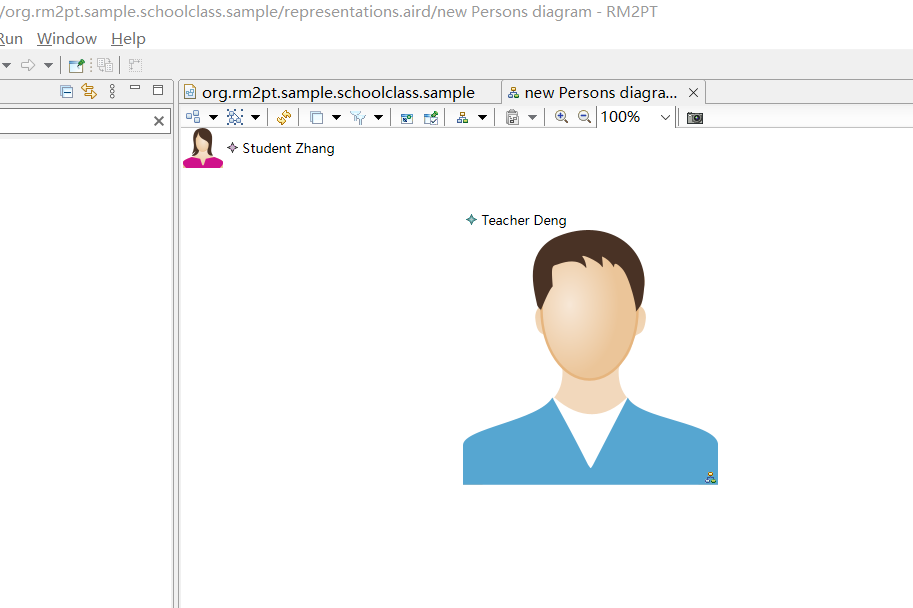 /org.rm2pt.sample.schoolclass.sample/representations.aird/new Persons diagram - RM2PT
Run Window Help
org.rm2pt.sample.schoolclass.sample
new Persons diagra...
100%
Student Zhang
Teacher Deng